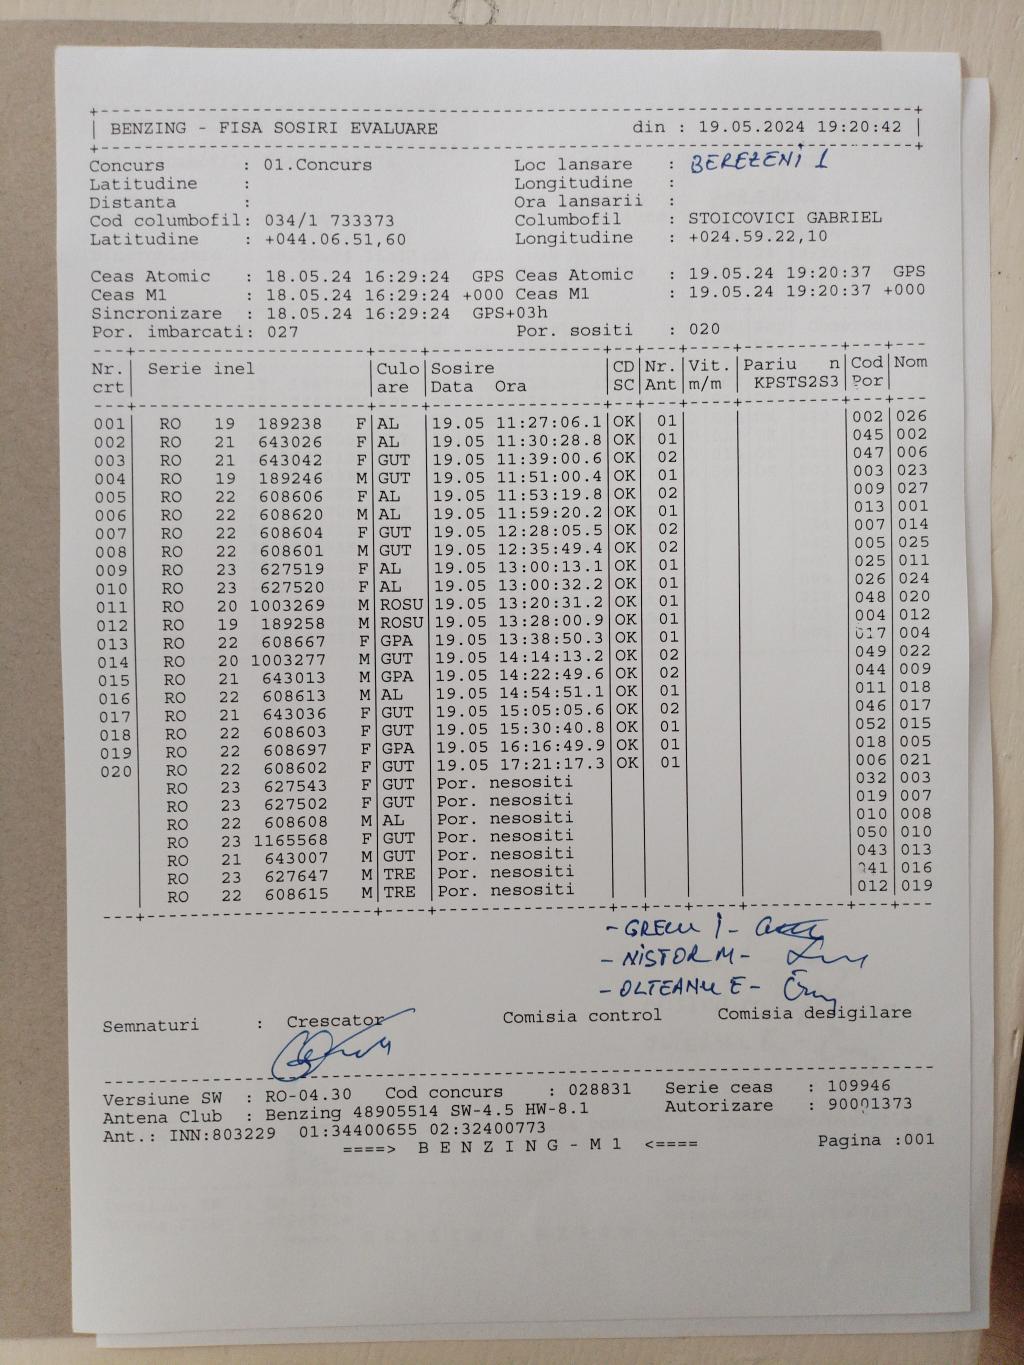 BENZING - FISA SOSIRI EVALUARE din : 19.05.2024 19:20:42
Concurs : 01.Concurs Loc lansare : BEREZENI 1
Latitudine : Longitudine :
Distanta : Ora lansarii :
Cod columbofil: 034/1 733373 Columbofil : STOICOVICI GABRIEL
Latitudine : +044.06.51,60 Longitudine : +024.59.22,10
Ceas Atomic : 18.05.24 16:29:24 GPS Ceas Atomic : 19.05.24 19:20:37 GPS
Ceas M1 : 18.05.24 16:29:24 +000 Ceas M1 : 19.05.24 19:20:37 +000
Sincronizare : 18.05.24 16:29:24 GPS+03h
Por. imbarcati: 027 Por. sositi : 020
Nr. Serie inel Culo Sosire CD Nr. Vit. Pariu n Cod Nom
crt are Data Ora SC Ant m/m KPSTS2S3 Por
001 RO 19 189238 F AL 19.05 11:27:06.1 OK 01 002 026
002 RO 21 643026 F AL 19.05 11:30:28.8 OK 01 045 002
003 RO 21 643042 F GUT 19.05 11:39:00.6 OK 02 047 006
004 RO 19 189246 M GUT 19.05 11:51:00.4 OK 01 003 023
005 RO 22 608606 F AL 19.05 11:53:19.8 OK 02 009 027
006 RO 22 608620 M AL 19.05 11:59:20.2 OK 01 013 001
007 RO 22 608604 F GUT 19.05 12:28:05.5 OK 02 007 014
008 RO 22 608601 M GUT 19.05 12:35:49.4 OK 02 005 025
009 RO 23 627519 F AL 19.05 13:00:13.1 OK 01 025 011
010 RO 23 627520 F AL 19.05 13:00:32.2 OK 01 026 024
011 RO 20 1003269 M ROSU 19.05 13:20:31.2 OK 01 048 020
012 RO 19 189258 M ROSU 19.05 13:28:00.9 OK 01 004 012
013 RO 22 608667 F GPA 19.05 13:38:50.3 OK 01 017 004
014 RO 20 1003277 M GUT 19.05 14:14:13.2 OK 02 049 022
015 RO 21 643013 M GPA 19.05 14:22:49.6 OK 02 044 009
016 RO 22 608613 M AL 19.05 14:54:51.1 OK 01 011 018
017 RO 21 643036 F GUT 19.05 15:05:05.6 OK 02 046 017
018 RO 22 608603 F GUT 19.05 15:30:40.8 OK 01 052 015
019 RO 22 608697 F GPA 19.05 16:16:49.9 OK 01 018 005
020 RO 22 608602 F GUT 19.05 17:21:17.3 OK 01 006 021
RO 23 627543 F GUT Por. nesositi 032 003
RO 23 627502 F GUT Por. nesositi 019 007
RO 22 608608 M AL Por. nesositi 010 008
RO 23 1165568 F GUT Por. nesositi 050 010
RO 21 643007 M GUT Por. nesositi 043 013
RO 23 627647 M TRE Por. nesositi 041 016
RO 22 608615 M TRE Por. nesositi 012 019
- GRECU I -
- NISTOR M -
- OLTEANU E -
Semnaturi : Crescator Comisia control Comisia desigilare
Versiune SW : RO-04.30 Cod concurs : 028831 Serie ceas : 109946
Antena Club : Benzing 48905514 SW-4.5 HW-8.1 Autorizare : 90001373
Ant.: INN:803229 01:34400655 02:32400773
====> B E N Z I N G - M 1 <==== Pagina :001